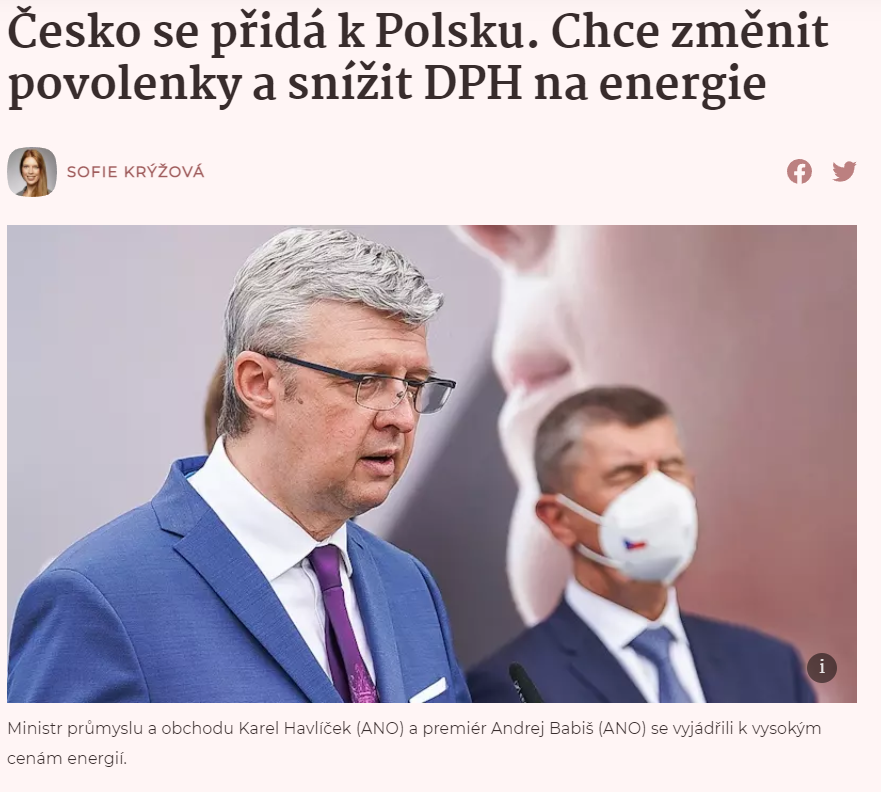 Česko se přidá k Polsku. Chce změnit
povolenky a snížit DPH na energie
SOFIE KRÝŽOVÁ
i
Ministr průmyslu a obchodu Karel Havlíček (ANO) a premiér Andrej Babiš (ANO) se vyjádřili k vysokým
cenám energií.